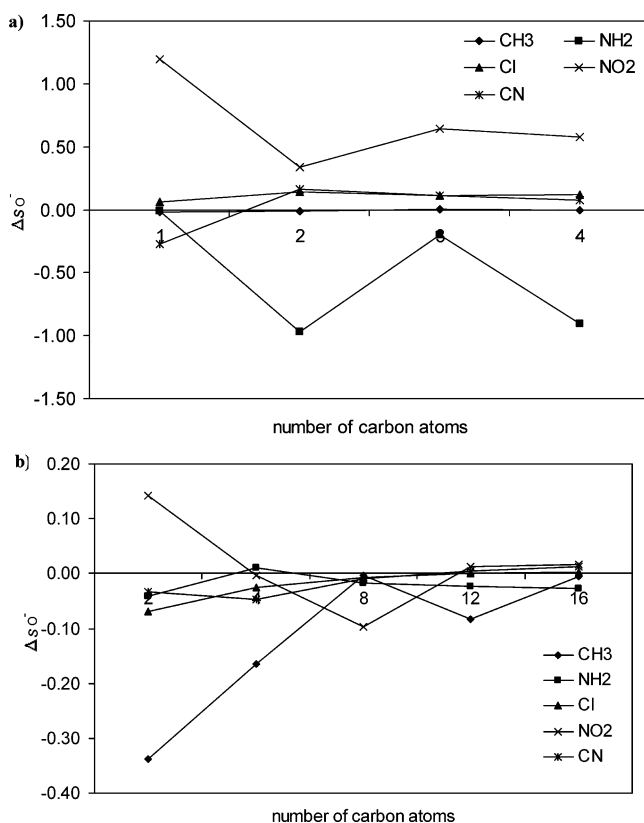 a)
1.50
1.00
0.50
0.00
-0.50
-1.00
-1.50
Δs O⁻
1 2 3 4
number of carbon atoms
CH3 NH2
Cl NO2
CN
b)
0.20
0.10
0.00
-0.10
-0.20
-0.30
-0.40
Δs O⁻
2 4 8 12 16
number of carbon atoms
CH3
NH2
Cl
NO2
CN